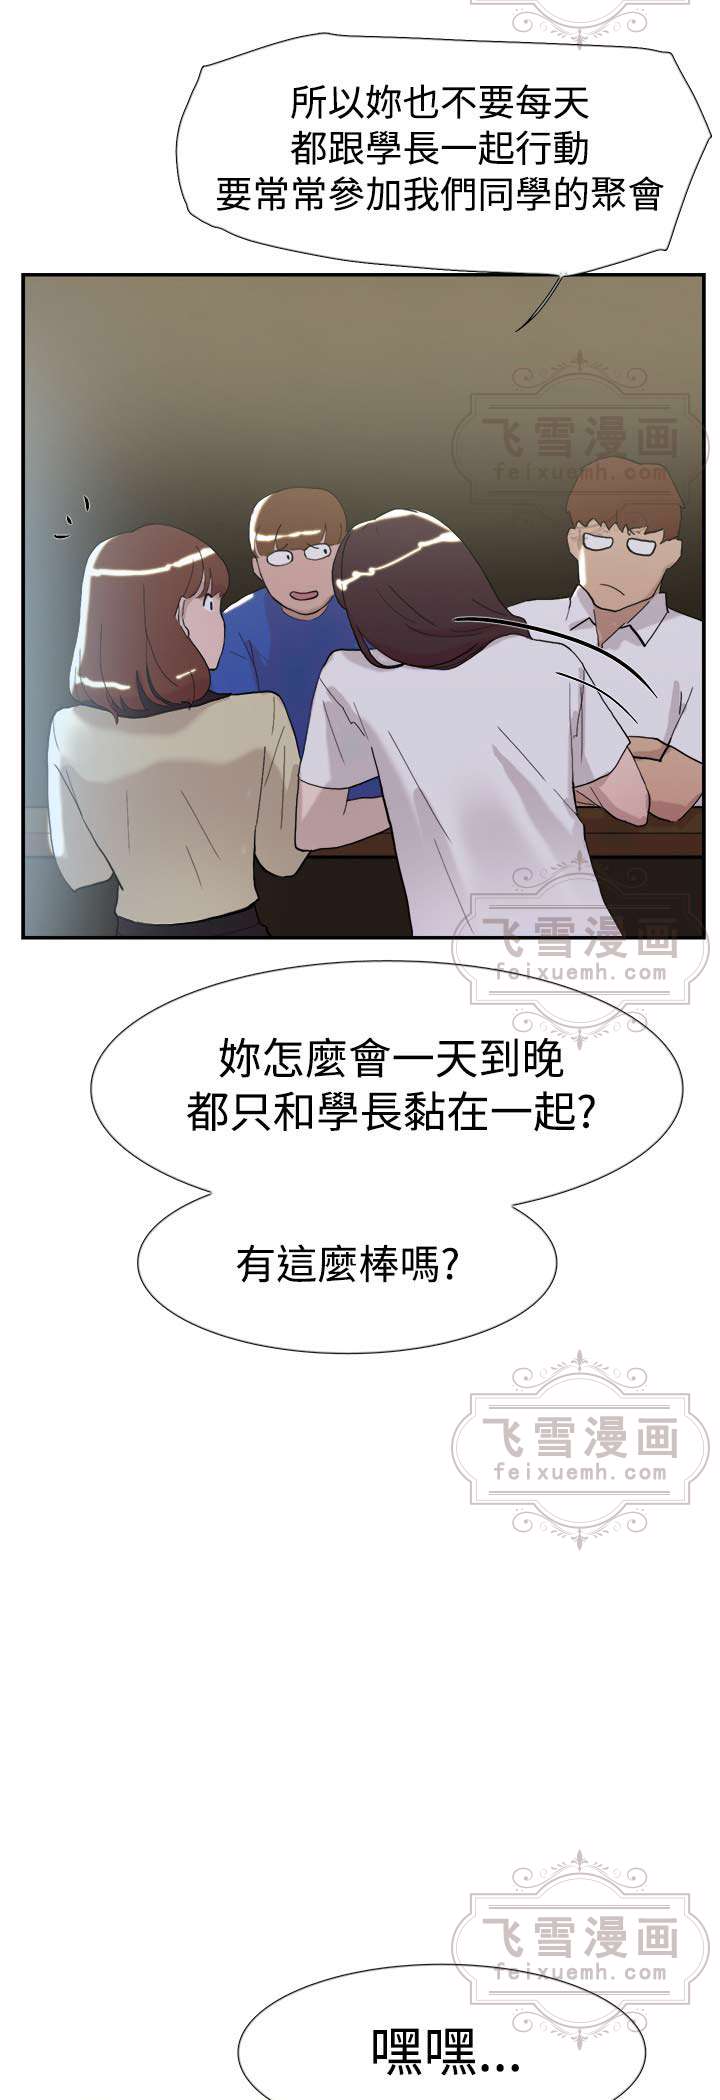 所以妳也不要每天
都跟學長一起行動
要常常參加我們同學的聚會
飞雪漫画
feixuemh.com
飞雪漫画
feixuemh.com
妳怎麼會一天到晚
都只和學長黏在一起?
有這麼棒嗎?
飞雪漫画
feixuemh.com
飞雪漫画
feixuemh.com
嘿嘿...